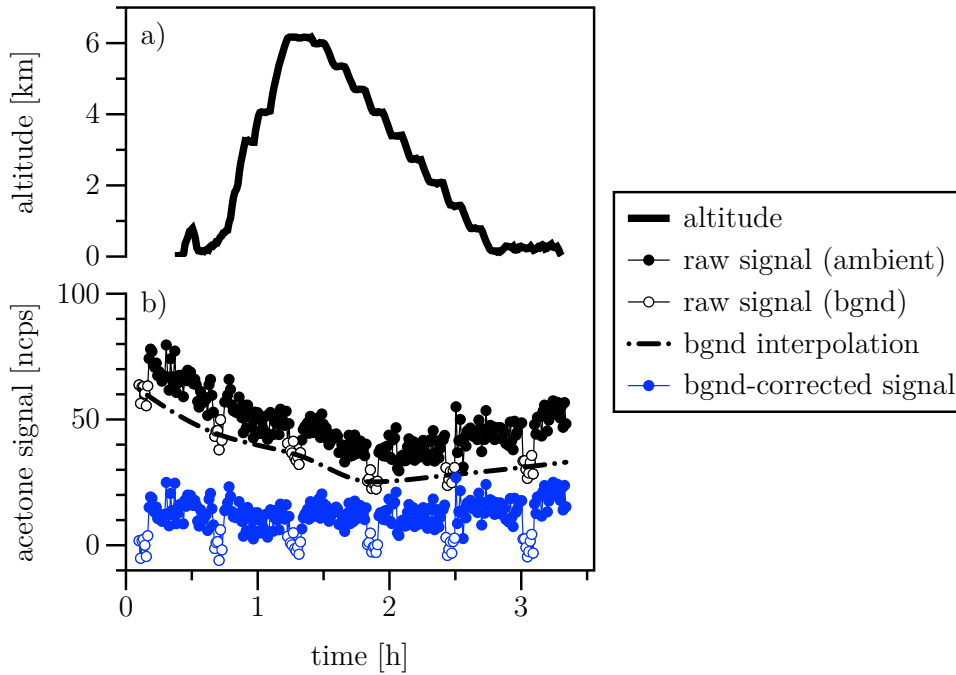 a)
6
4
2
0
altitude [km]
b)
100
50
0
acetone signal [ncps]
0 1 2 3
time [h]
altitude
raw signal (ambient)
raw signal (bgnd)
bgnd interpolation
bgnd-corrected signal